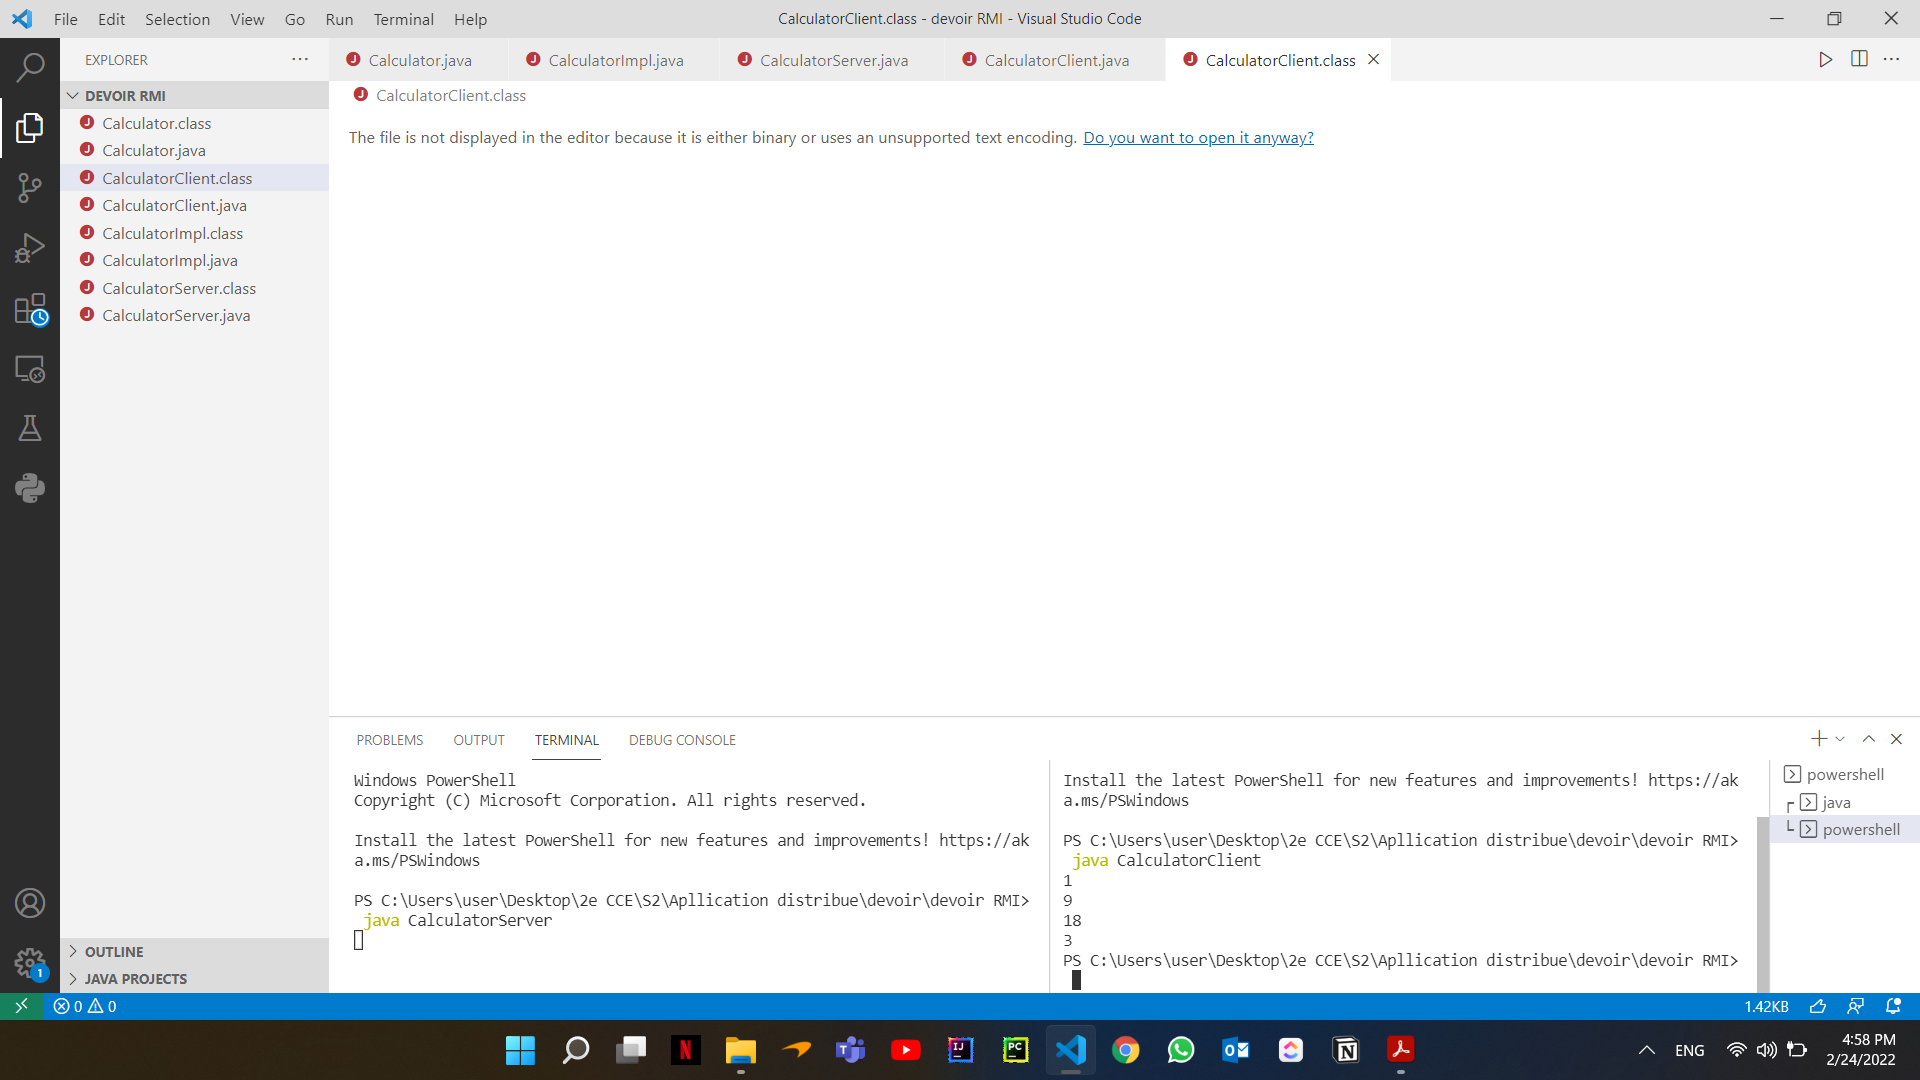 File Edit Selection View Go Run Terminal Help
CalculatorClient.class - devoir RMI - Visual Studio Code
EXPLORER
DEVOIR RMI
Calculator.class
Calculator.java
CalculatorClient.class
CalculatorClient.java
CalculatorImpl.class
CalculatorImpl.java
CalculatorServer.class
CalculatorServer.java
OUTLINE
JAVA PROJECTS
Calculator.java CalculatorImpl.java CalculatorServer.java CalculatorClient.java CalculatorClient.class
CalculatorClient.class
The file is not displayed in the editor because it is either binary or uses an unsupported text encoding. Do you want to open it anyway?
PROBLEMS OUTPUT TERMINAL DEBUG CONSOLE
Windows PowerShell
Copyright (C) Microsoft Corporation. All rights reserved.
Install the latest PowerShell for new features and improvements! https://ak
a.ms/PSWindows
PS C:\Users\user\Desktop\2e CCE\S2\Apllication distribue\devoir\devoir RMI>
java CalculatorServer
Install the latest PowerShell for new features and improvements! https://ak
a.ms/PSWindows
PS C:\Users\user\Desktop\2e CCE\S2\Apllication distribue\devoir\devoir RMI>
java CalculatorClient
1
9
18
3
PS C:\Users\user\Desktop\2e CCE\S2\Apllication distribue\devoir\devoir RMI>
powershell
java
powershell
1
0 0
1.42KB
ENG
4:58 PM
2/24/2022